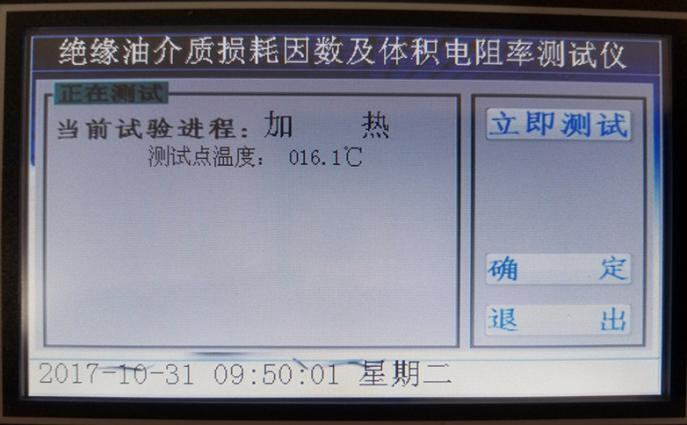 绝缘油介质损耗因数及体积电阻率测试仪
正在测试
当前试验进程：加 热
测试点温度： 016.1℃
立即测试
确 定
退 出
2017-10-31 09:50:01 星期二